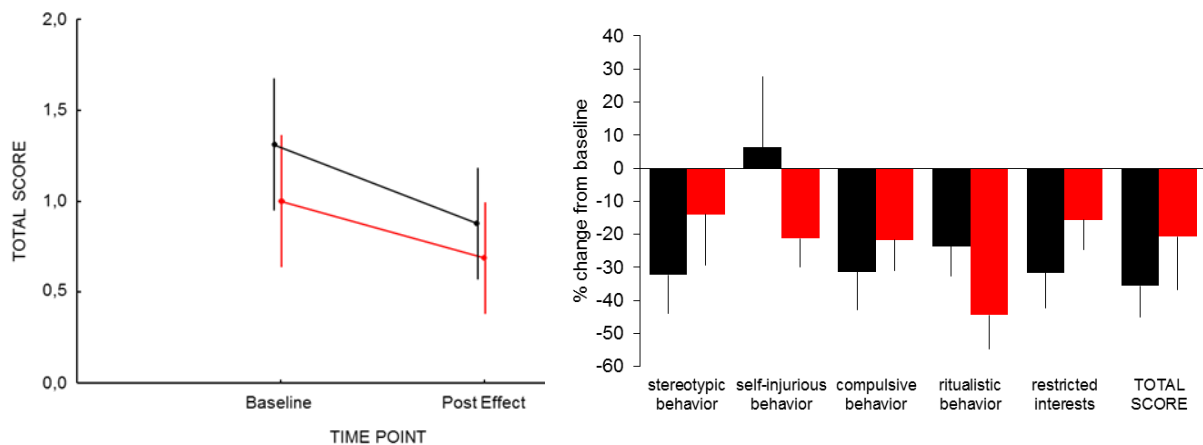 2,0
1,5
1,0
0,5
0,0
TOTAL SCORE
Baseline
Post Effect
TIME POINT
40
30
20
10
0
-10
-20
-30
-40
-50
-60
% change from baseline
stereotypic
behavior
self-injurious
behavior
compulsive
behavior
ritualistic
behavior
restricted
interests
TOTAL
SCORE